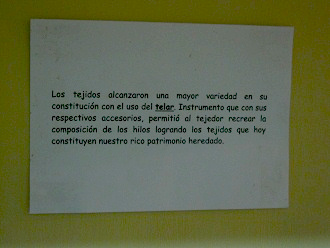 Los tejidos alcanzaron una mayor variedad en su
constitución con el uso del telar. Instrumento que con sus
respectivos accesorios, permitió al tejedor recrear la
composición de los hilos logrando los tejidos que hoy
constituyen nuestro rico patrimonio heredado.